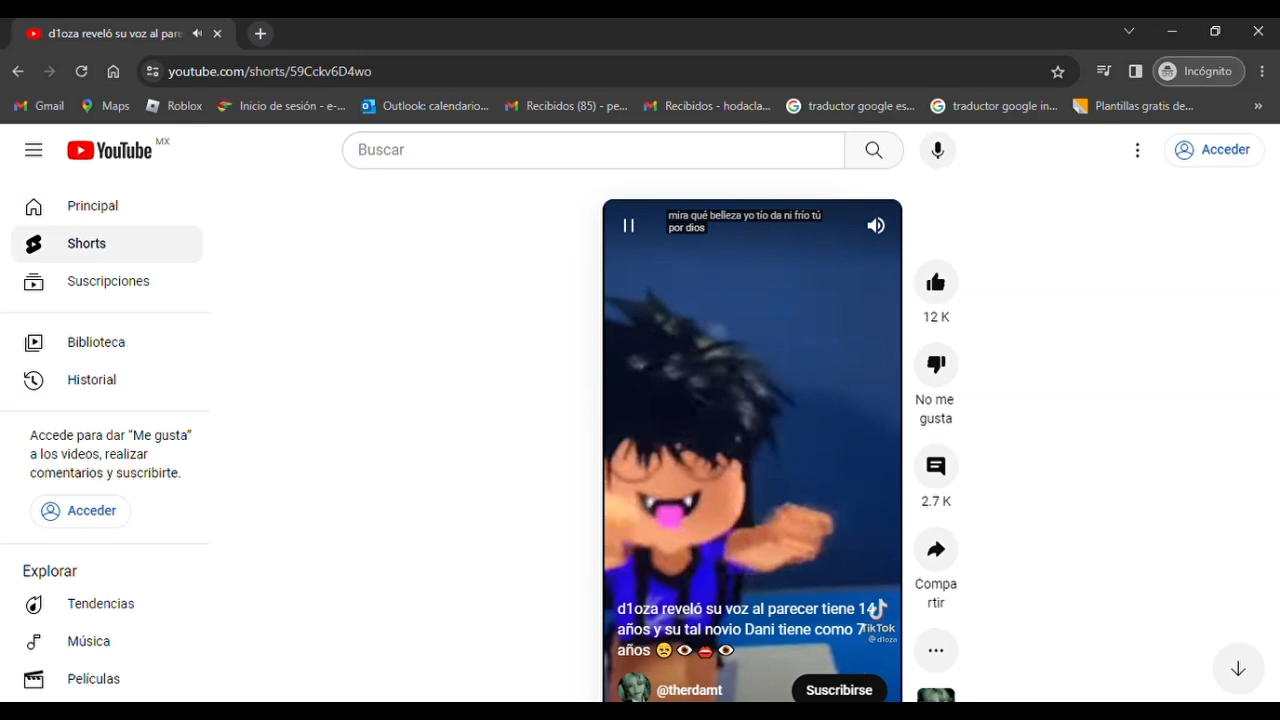 d1oza reveló su voz al pare
youtube.com/shorts/59Cckv6D4wo
Incógnito
Gmail
Maps
Roblox
Inicio de sesión - e-...
Outlook: calendario...
Recibidos (85) - pe...
Recibidos - hodacla...
traductor google es...
traductor google in...
Plantillas gratis de...
»
YouTube MX
Buscar
Acceder
Principal
Shorts
Suscripciones
Biblioteca
Historial
Accede para dar “Me gusta”
a los videos, realizar
comentarios y suscribirte.
Acceder
Explorar
Tendencias
Música
Películas
mira qué belleza yo tío da ni frío tú
por dios
d1oza reveló su voz al parecer tiene 14
años y su tal novio Dani tiene como 7
años 😔 👁 👄 👁
TikTok
@d1oza
@therdamt
Suscribirse
12 K
No me
gusta
2.7 K
Compa
rtir